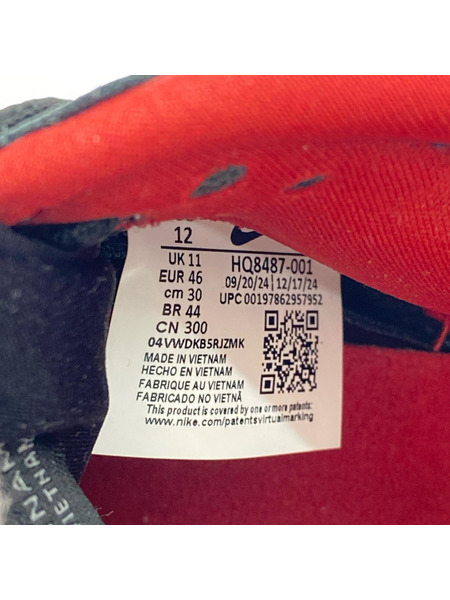 12
UK 11
EUR 46
cm 30
BR 44
CN 300
HQ8487-001
09/20/24 | 12/17/24
UPC 00197862957952
04VWDKB5RJZMK
MADE IN VIETNAM
HECHO EN VIETNAM
FABRIQUE AU VIETNAM
FABRICADO NO VIETNÃ
This product is covered by one or more patents:
www.nike.com/patentsvirtualmarking
VIETNAM